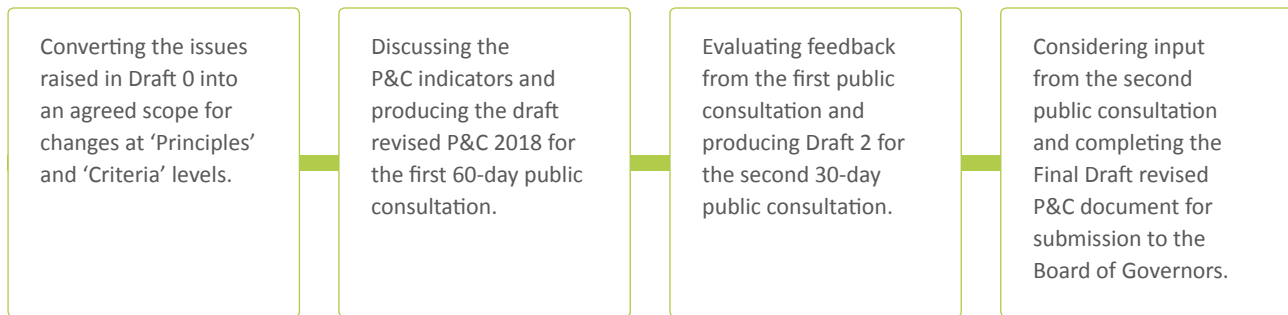 Converting the issues
raised in Draft 0 into
an agreed scope for
changes at ‘Principles’
and ‘Criteria’ levels.
Discussing the
P&C indicators and
producing the draft
revised P&C 2018 for
the first 60-day public
consultation.
Evaluating feedback
from the first public
consultation and
producing Draft 2 for
the second 30-day
public consultation.
Considering input
from the second
public consultation
and completing the
Final Draft revised
P&C document for
submission to the
Board of Governors.